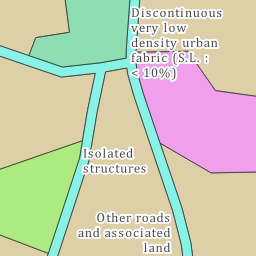 Discontinuous
very low
density urban
fabric (S.L. :
< 10%)
Isolated
structures
Other roads
and associated
land